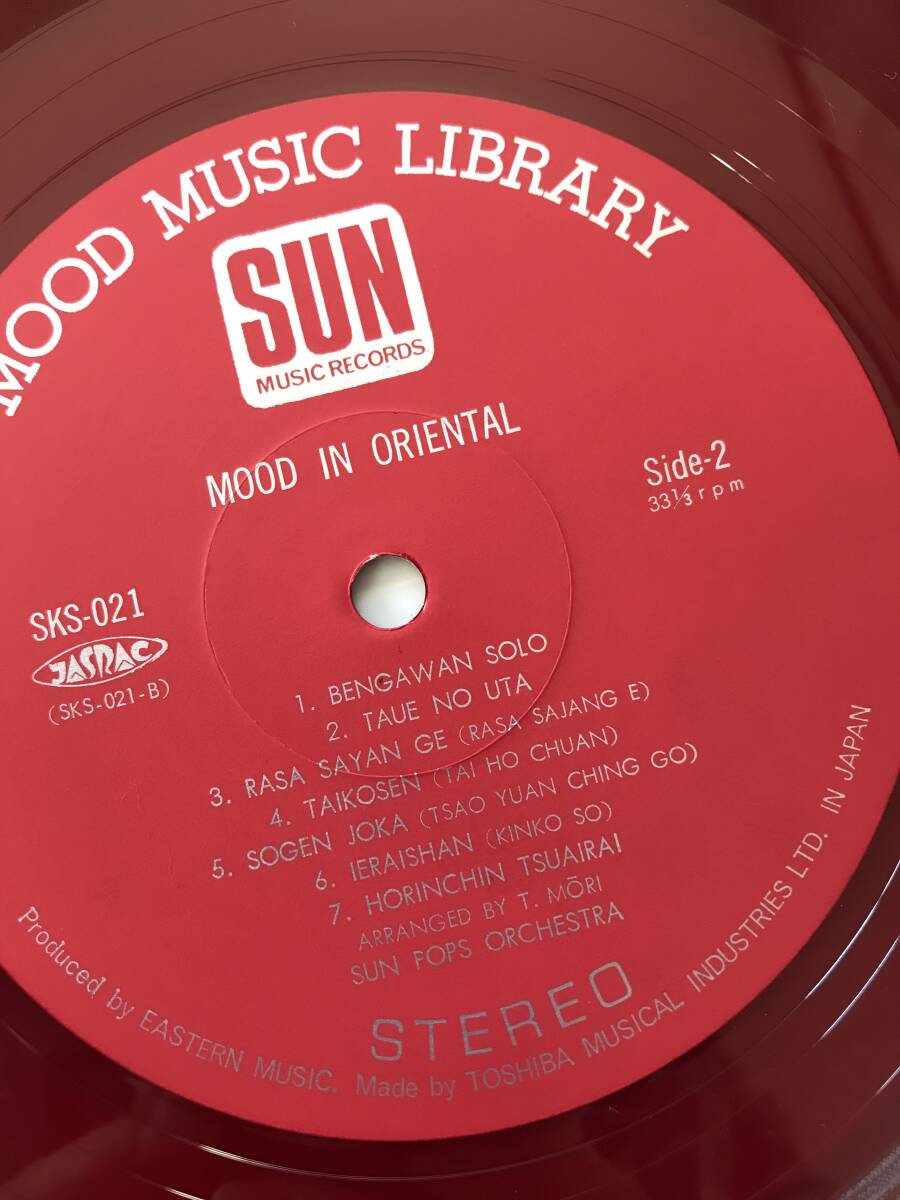 MOOD MUSIC LIBRARY
SUN
MUSIC RECORDS
MOOD IN ORIENTAL
Side-2
33⅓ rpm
SKS-021
JASRAC
(SKS-021-B)
1. BENGAWAN SOLO
2. TAUE NO UTA
3. RASA SAYAN GE (RASA SAJANG E)
4. TAIKOSEN (TAI HO CHUAN)
5. SOGEN JOKA (TSAO YUAN CHING GO)
6. IERAISHAN (KINKO SO)
7. HORINCHIN TSUAIRAI
ARRANGED BY T. MŌRI
SUN POPS ORCHESTRA
STEREO
Produced by EASTERN MUSIC. Made by TOSHIBA MUSICAL INDUSTRIES LTD. IN JAPAN